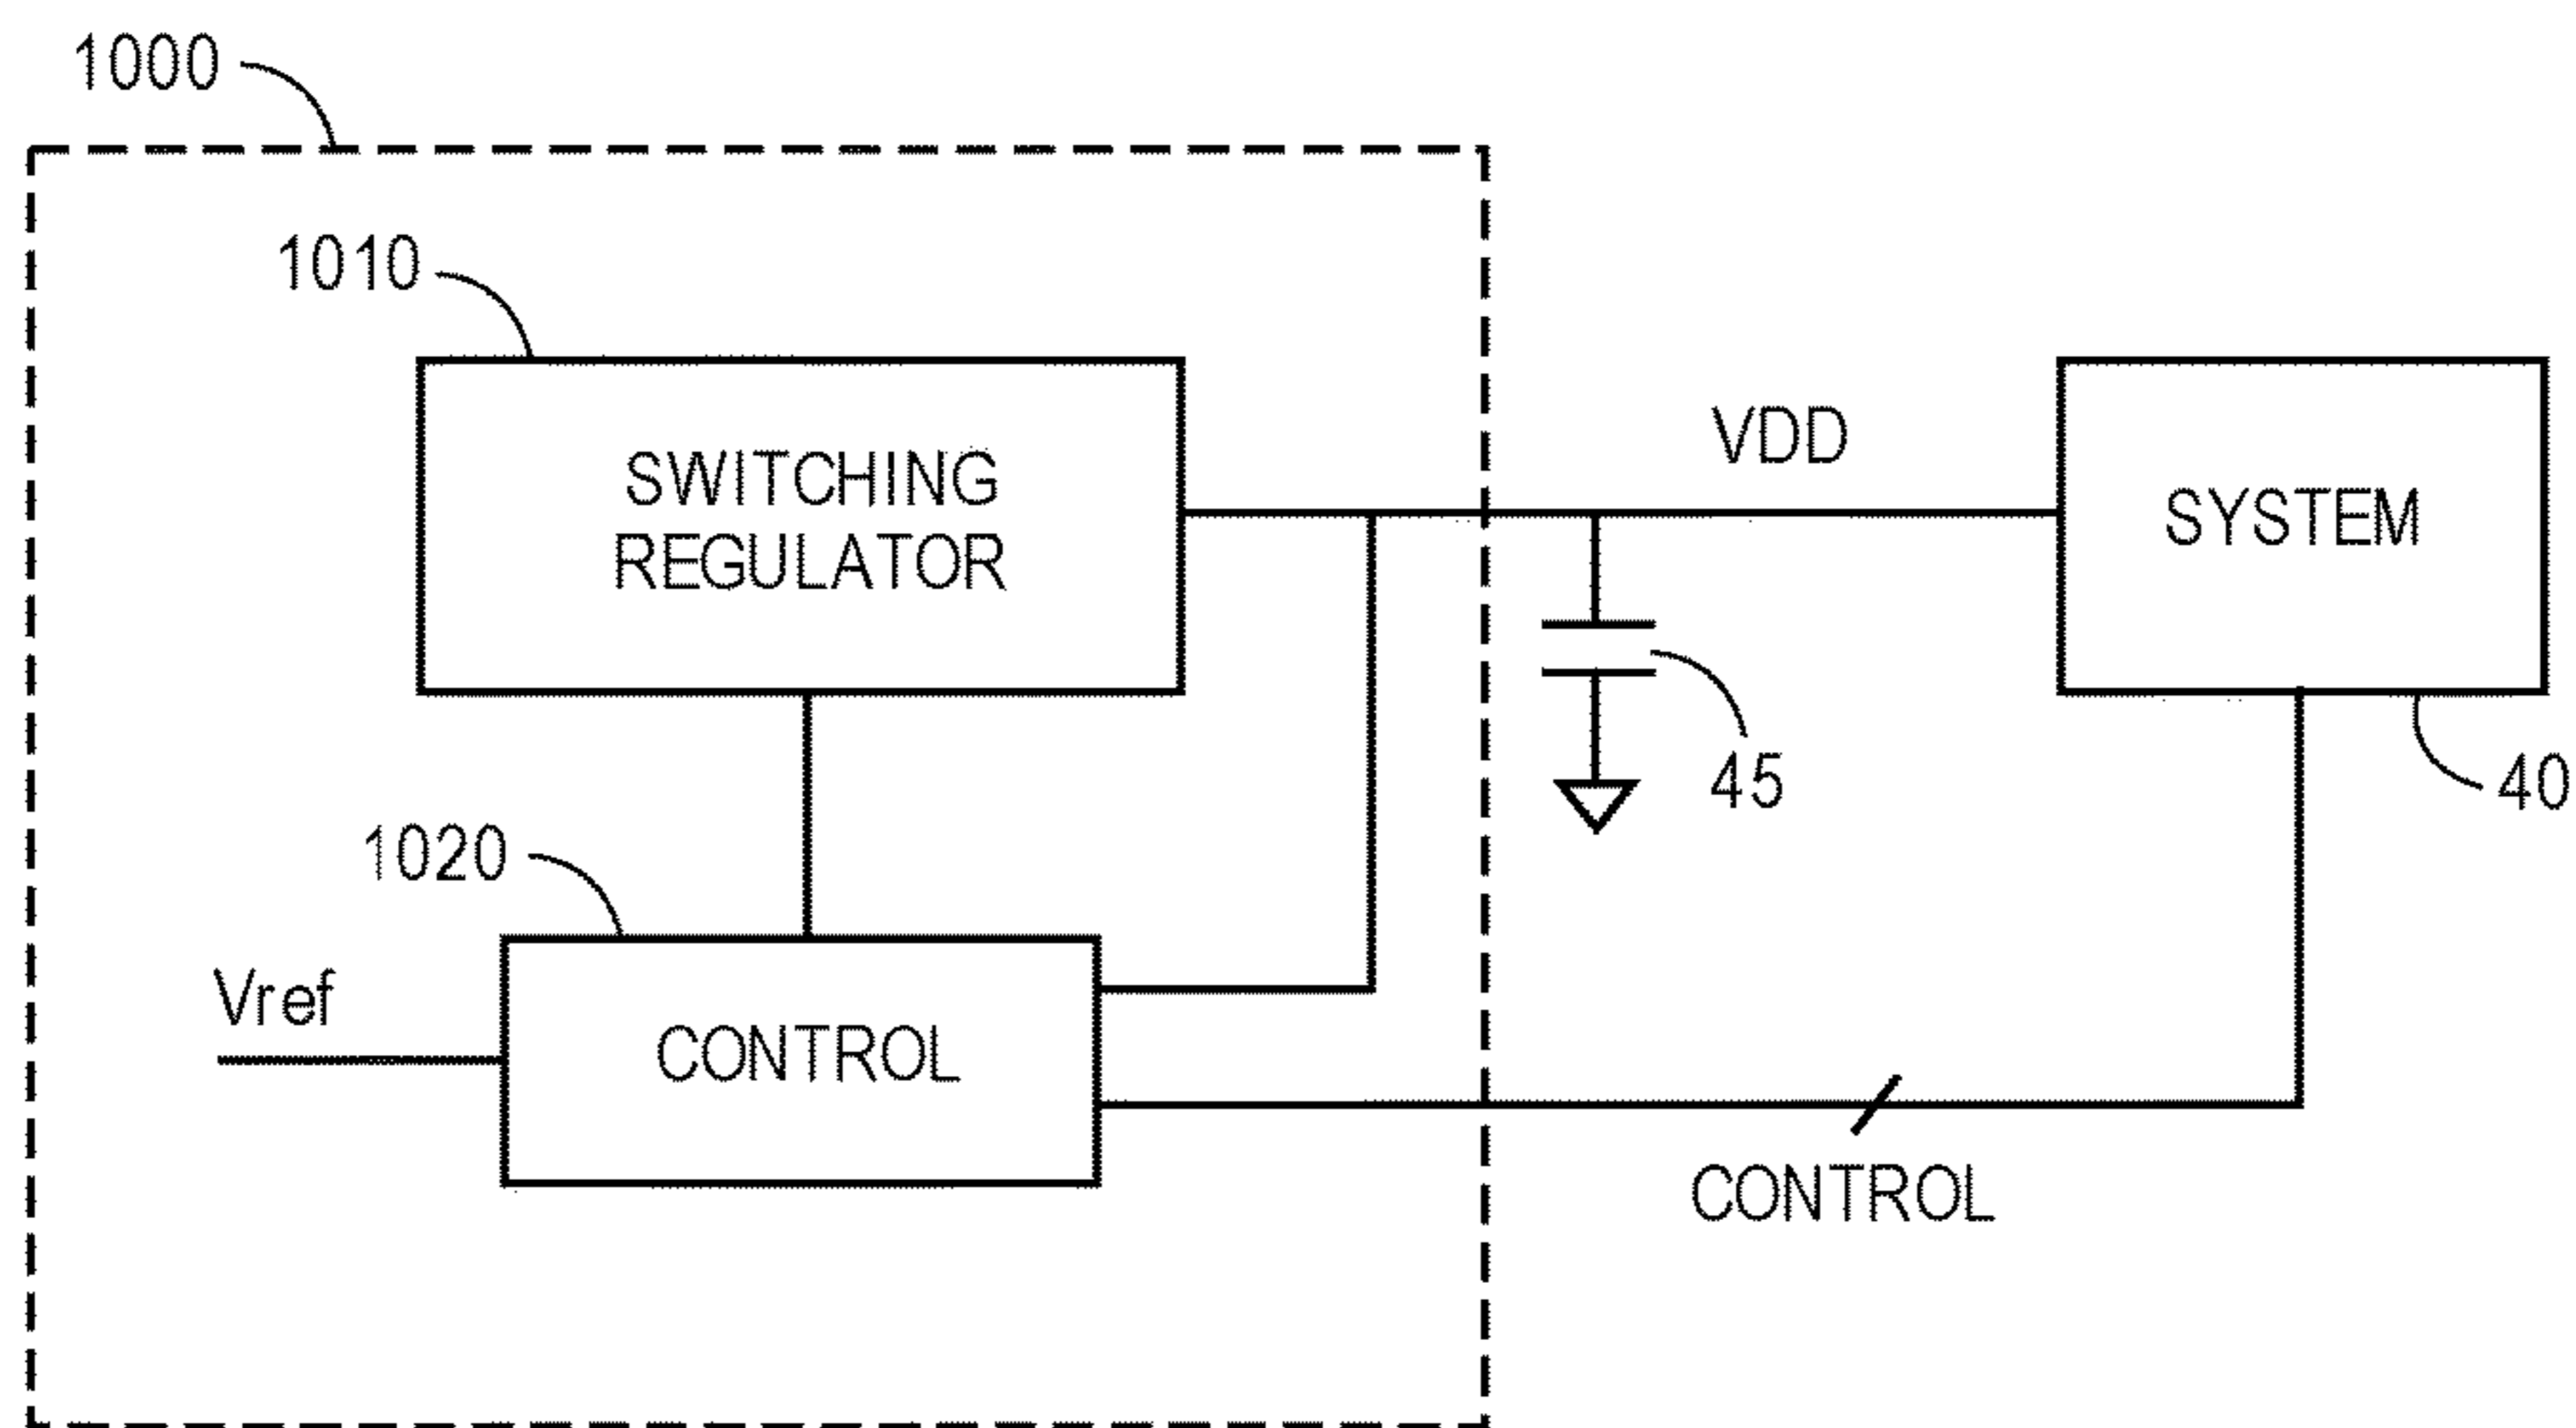 1000
1010
SWITCHING
REGULATOR
VDD
SYSTEM
45
40
1020
Vref
CONTROL
CONTROL